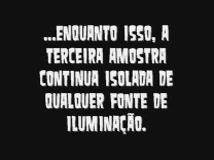 ...ENQUANTO ISSO, A
TERCEIRA AMOSTRA
CONTINUA ISOLADA DE
QUALQUER FONTE DE
ILUMINAÇÃO.